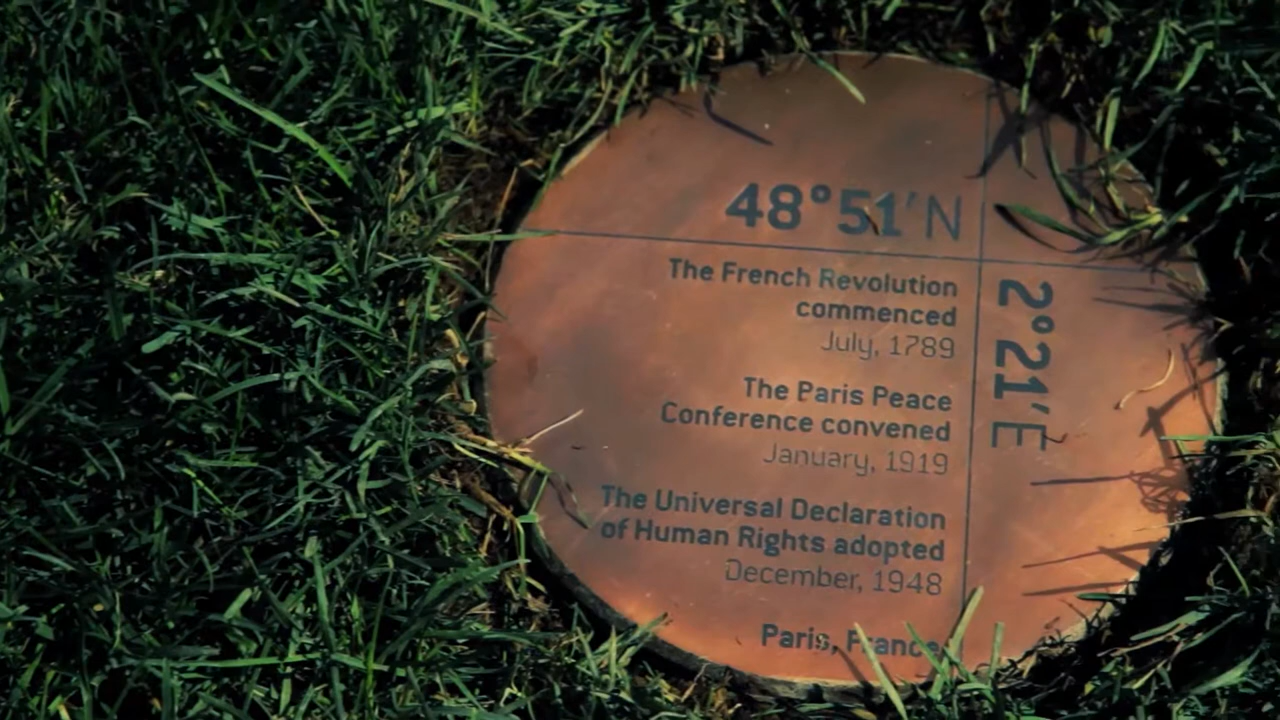 48°51′N
2°21′E
The French Revolution
commenced
July, 1789
The Paris Peace
Conference convened
January, 1919
The Universal Declaration
of Human Rights adopted
December, 1948
Paris, France